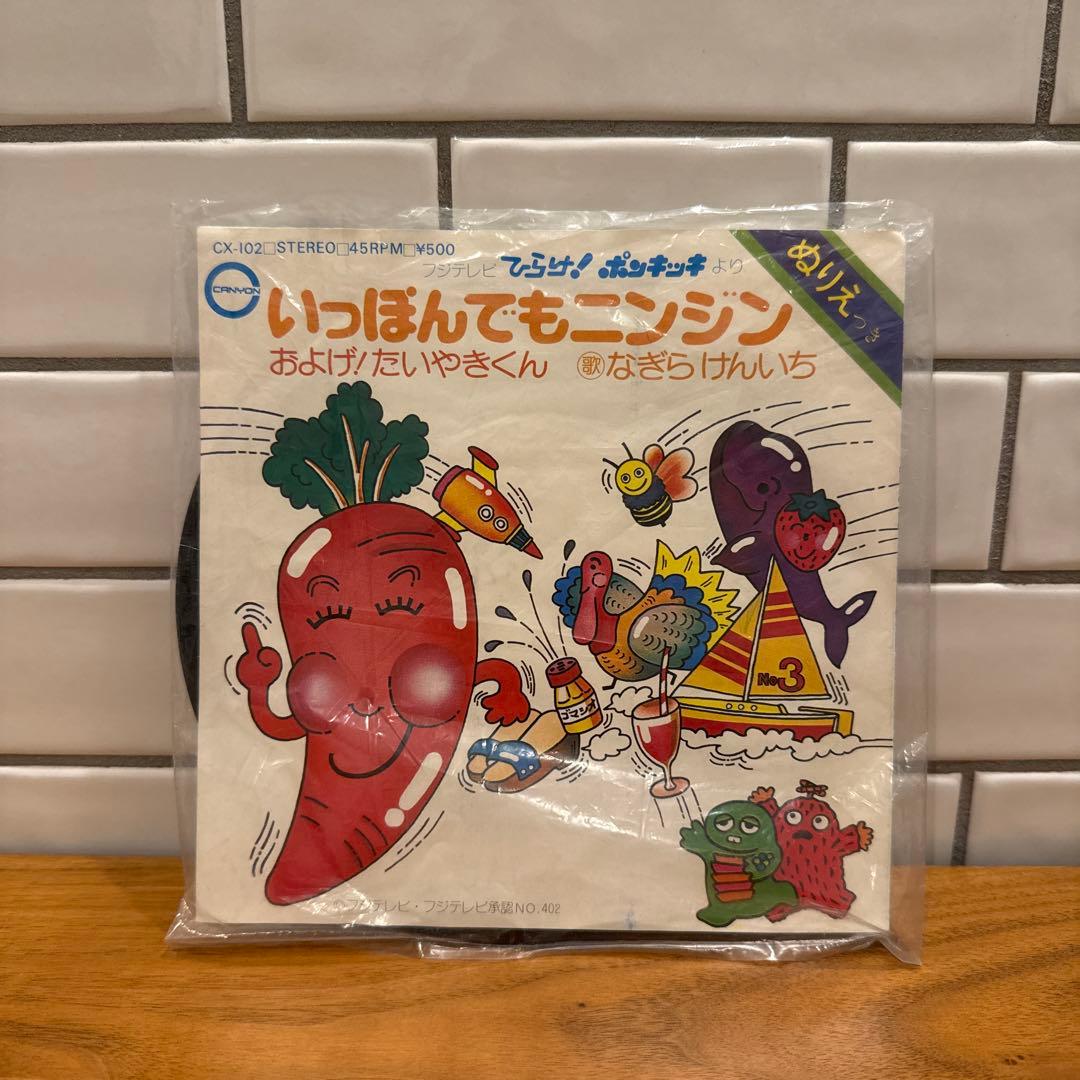 CX-102□STEREO□45RPM□¥500
CANYON
フジテレビ ひらけ!ポンキッキ より
ぬりえつき
いっぽんでもニンジン
およげ!たいやきくん 歌 なぎらけんいち
ゴマシオ
No.3
©フジテレビ・フジテレビ承認NO.402